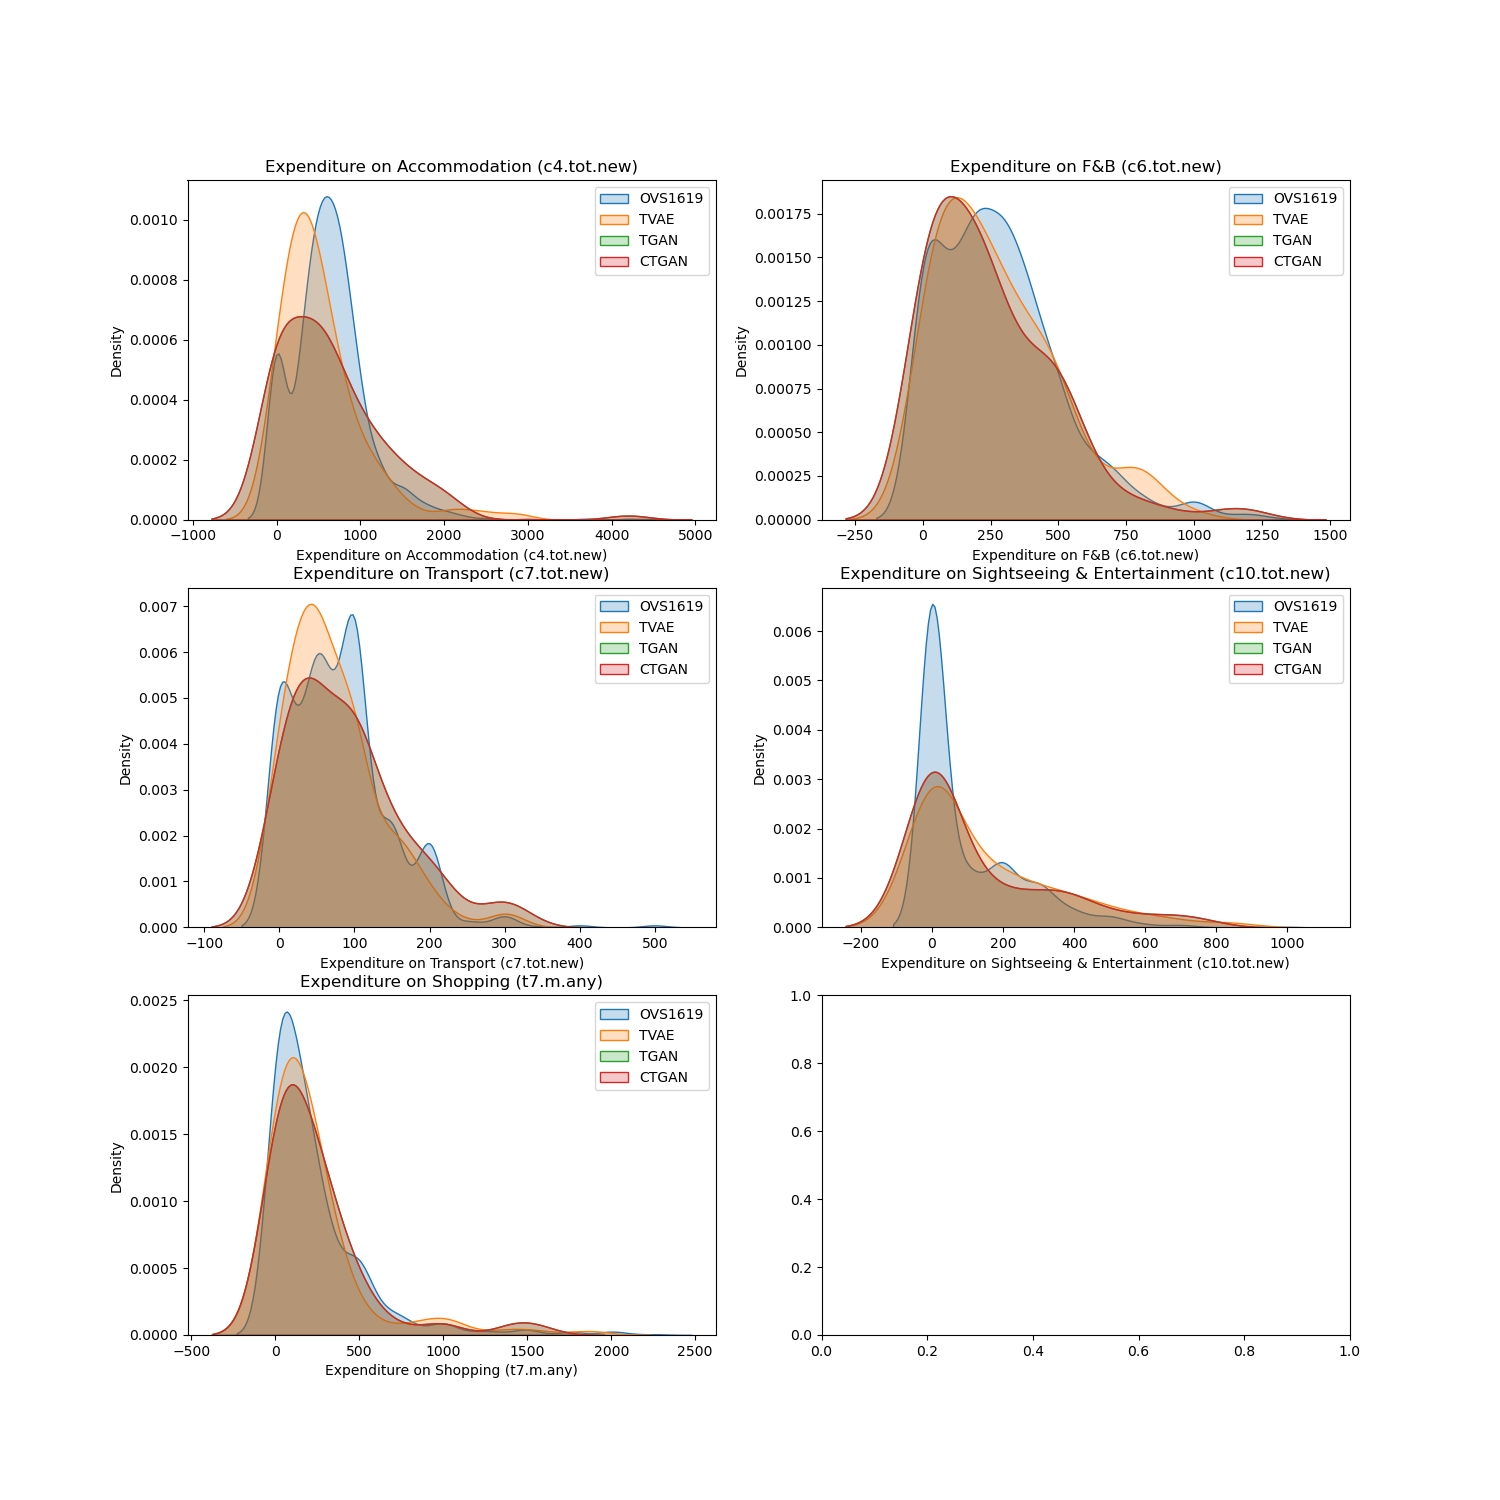 Expenditure on Accommodation (c4.tot.new)
Density
0.0010
0.0008
0.0006
0.0004
0.0002
0.0000
−1000 0 1000 2000 3000 4000 5000
Expenditure on Accommodation (c4.tot.new)
OVS1619
TVAE
TGAN
CTGAN
Expenditure on F&B (c6.tot.new)
Density
0.00175
0.00150
0.00125
0.00100
0.00075
0.00050
0.00025
0.00000
−250 0 250 500 750 1000 1250 1500
Expenditure on F&B (c6.tot.new)
OVS1619
TVAE
TGAN
CTGAN
Expenditure on Transport (c7.tot.new)
Density
0.007
0.006
0.005
0.004
0.003
0.002
0.001
0.000
−100 0 100 200 300 400 500
Expenditure on Transport (c7.tot.new)
OVS1619
TVAE
TGAN
CTGAN
Expenditure on Sightseeing & Entertainment (c10.tot.new)
Density
0.006
0.005
0.004
0.003
0.002
0.001
0.000
−200 0 200 400 600 800 1000
Expenditure on Sightseeing & Entertainment (c10.tot.new)
OVS1619
TVAE
TGAN
CTGAN
Expenditure on Shopping (t7.m.any)
Density
0.0025
0.0020
0.0015
0.0010
0.0005
0.0000
−500 0 500 1000 1500 2000 2500
Expenditure on Shopping (t7.m.any)
OVS1619
TVAE
TGAN
CTGAN
1.0
0.8
0.6
0.4
0.2
0.0
0.0 0.2 0.4 0.6 0.8 1.0